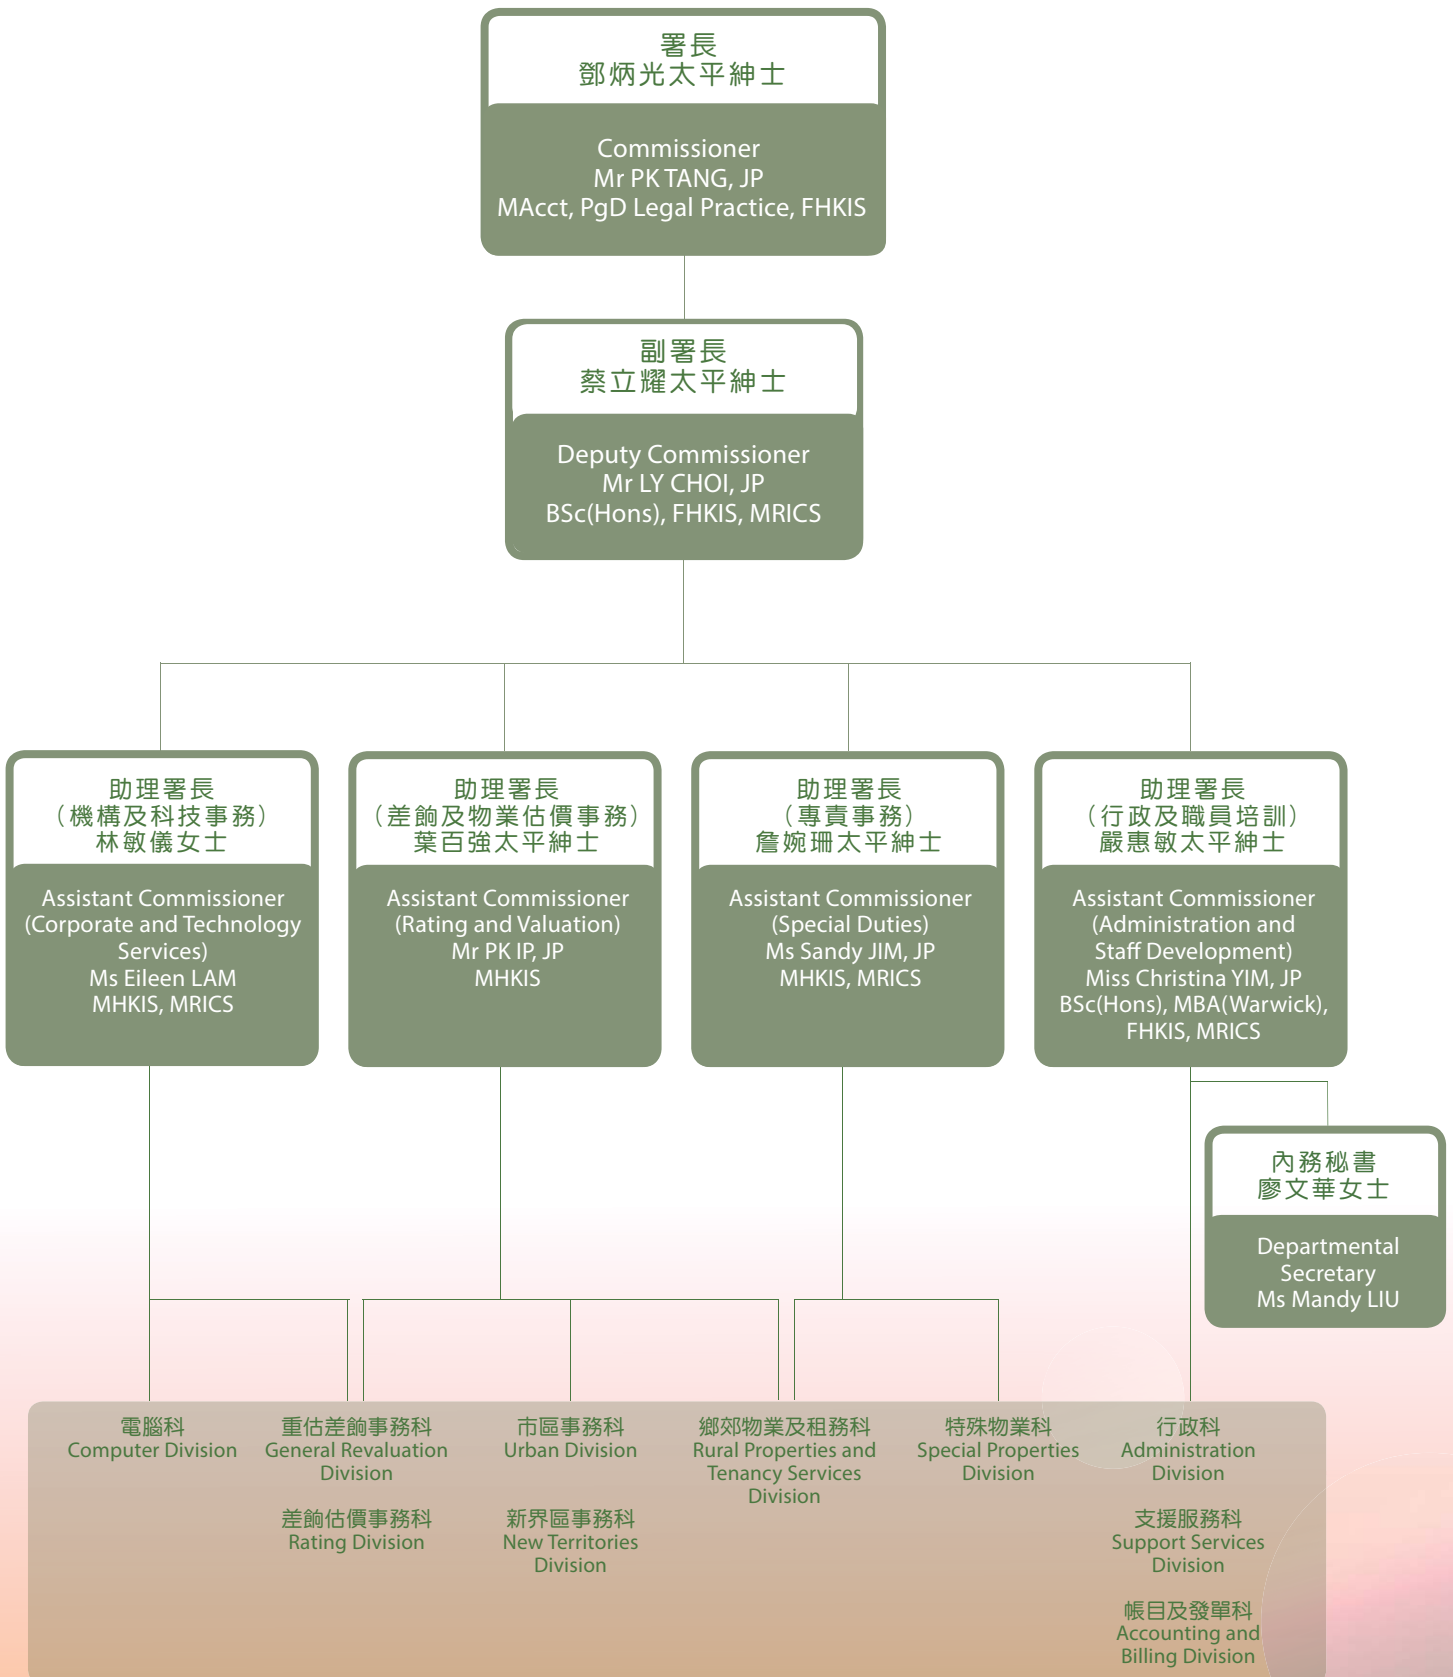 署長
鄧炳光太平紳士
Commissioner
Mr PK TANG, JP
MAcct, PgD Legal Practice, FHKIS
副署長
蔡立耀太平紳士
Deputy Commissioner
Mr LY CHOI, JP
BSc(Hons), FHKIS, MRICS
助理署長
（機構及科技事務）
林敏儀女士
Assistant Commissioner
(Corporate and Technology
Services)
Ms Eileen LAM
MHKIS, MRICS
助理署長
（差餉及物業估價事務）
葉百強太平紳士
Assistant Commissioner
(Rating and Valuation)
Mr PK IP, JP
MHKIS
助理署長
（專責事務）
詹婉珊太平紳士
Assistant Commissioner
(Special Duties)
Ms Sandy JIM, JP
MHKIS, MRICS
助理署長
（行政及職員培訓）
嚴惠敏太平紳士
Assistant Commissioner
(Administration and
Staff Development)
Miss Christina YIM, JP
BSc(Hons), MBA(Warwick),
FHKIS, MRICS
內務秘書
廖文華女士
Departmental
Secretary
Ms Mandy LIU
電腦科
Computer Division
重估差餉事務科
General Revaluation
Division
差餉估價事務科
Rating Division
市區事務科
Urban Division
新界區事務科
New Territories
Division
鄉郊物業及租務科
Rural Properties and
Tenancy Services
Division
特殊物業科
Special Properties
Division
行政科
Administration
Division
支援服務科
Support Services
Division
帳目及發單科
Accounting and
Billing Division